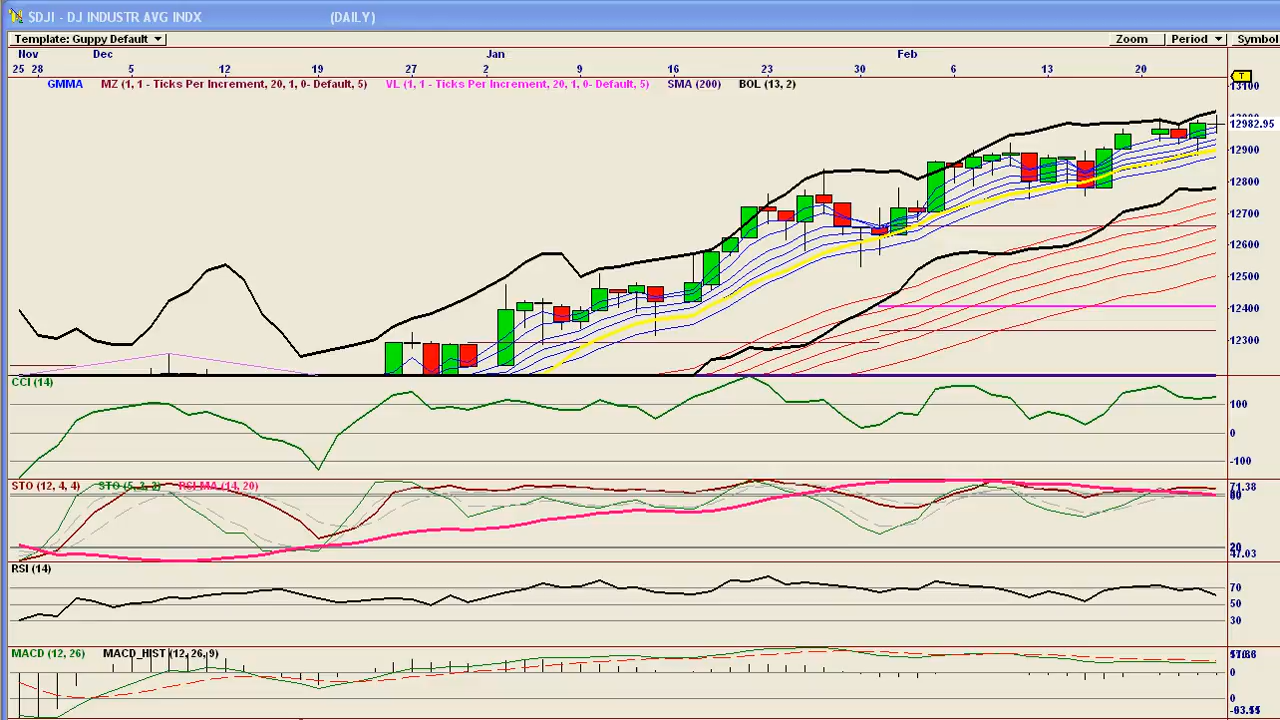 SDJI - DJ INDUSTR AVG INDX (DAILY)
Template: Guppy Default Zoom Period Symbol
Nov Dec Jan Feb
25 28 5 12 19 27 2 9 16 23 30 6 13 20
GMMA MZ (1, 1 - Ticks Per Increment, 20, 1, 0- Default, 5) VL (1, 1 - Ticks Per Increment, 20, 1, 0- Default, 5) SMA (200) BOL (13, 2)
T
13100
12982.95
12900
12800
12700
12600
12500
12400
12300
CCI (14)
100
0
-100
STO (12, 4, 4) STO (5, 3, 3) RSI-MA (14, 20)
71.38
80
20
47.03
RSI (14)
70
50
30
MACD (12, 26) MACD_HIST (12, 26, 9)
0
0